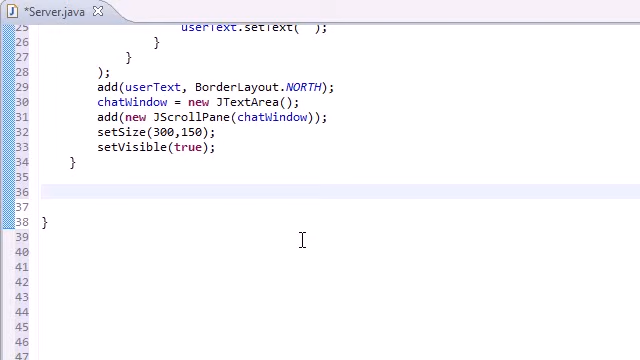 *Server.java
25 userText.setText(" ");
26 }
27 }
28 );
29 add(userText, BorderLayout.NORTH);
30 chatWindow = new JTextArea();
31 add(new JScrollPane(chatWindow));
32 setSize(300,150);
33 setVisible(true);
34 }
35
36
37
38 }
39
40
41
42
43
44
45
46
47